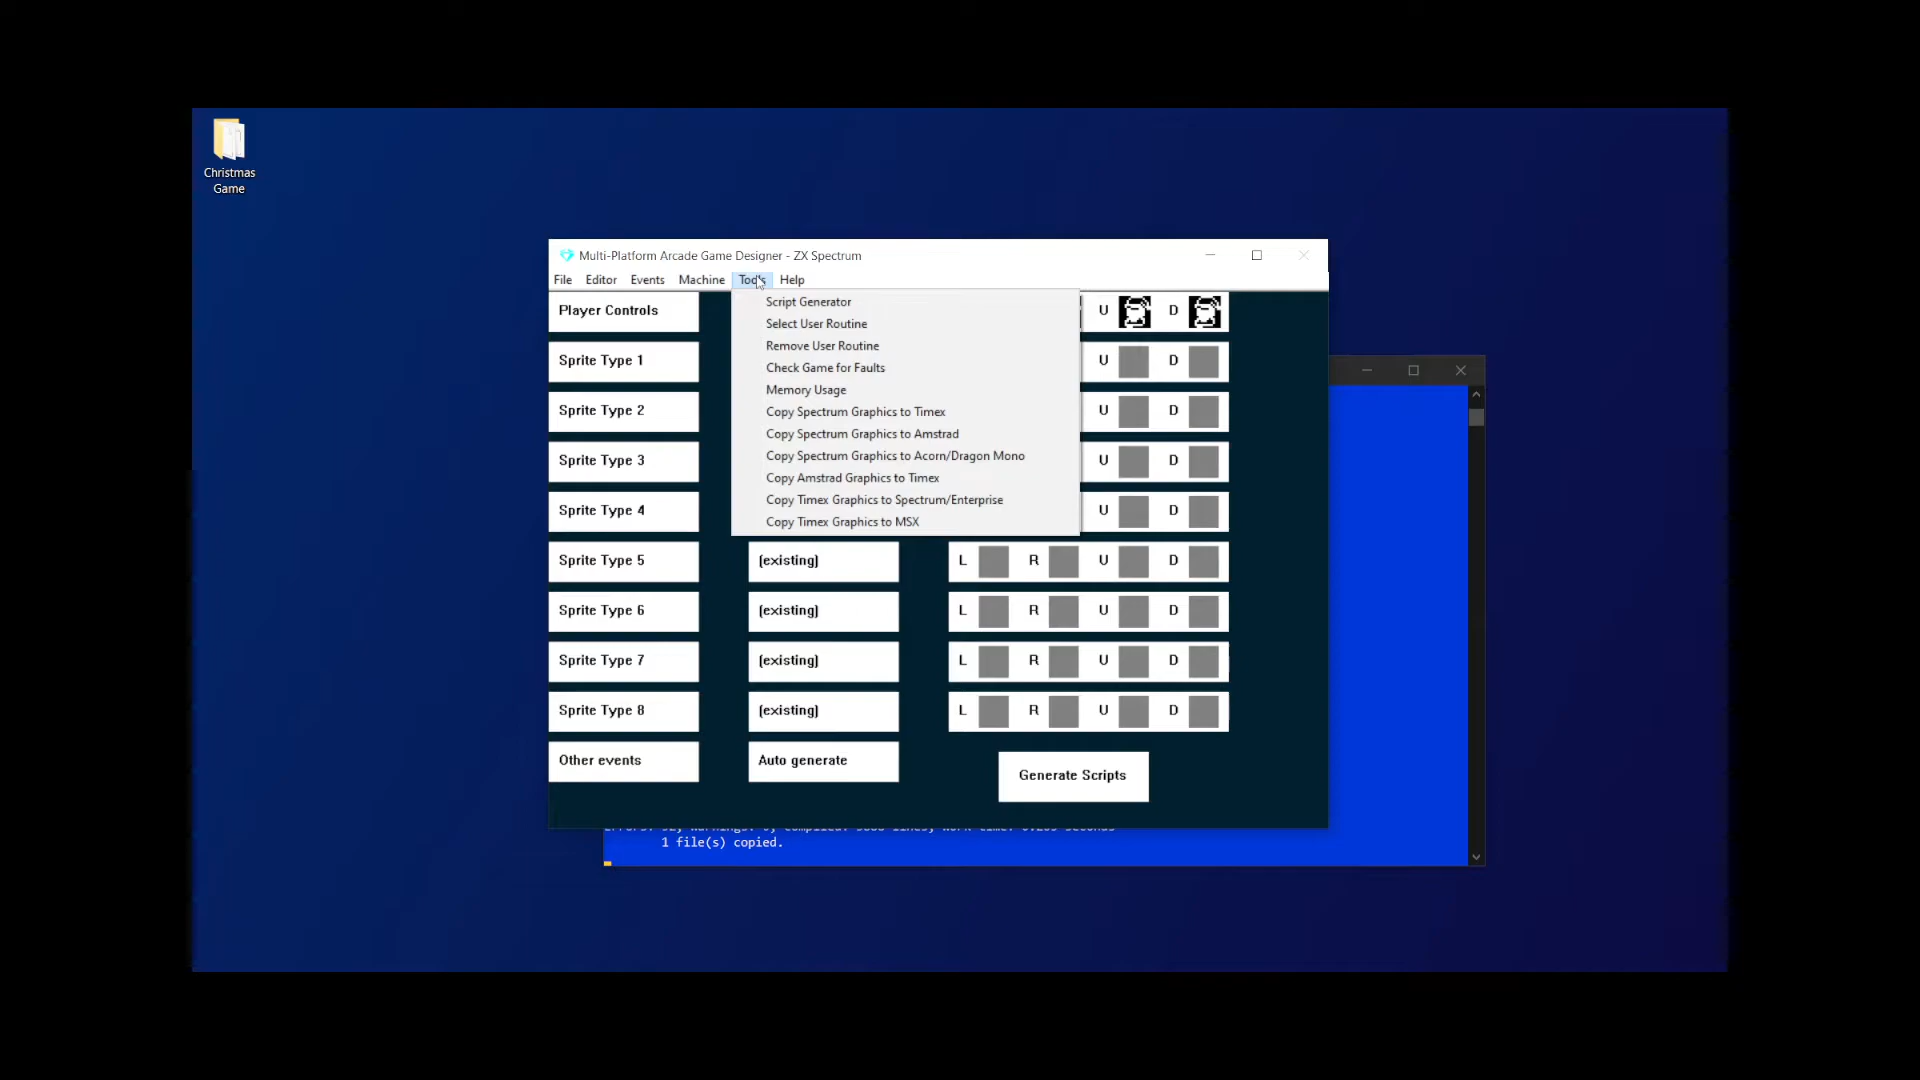 Christmas
Game
Multi-Platform Arcade Game Designer - ZX Spectrum
File Editor Events Machine Tools Help
Player Controls
U D
Script Generator
Select User Routine
Remove User Routine
Check Game for Faults
Memory Usage
Copy Spectrum Graphics to Timex
Copy Spectrum Graphics to Amstrad
Copy Spectrum Graphics to Acorn/Dragon Mono
Copy Amstrad Graphics to Timex
Copy Timex Graphics to Spectrum/Enterprise
Copy Timex Graphics to MSX
Sprite Type 1
U D
Sprite Type 2
U D
Sprite Type 3
U D
Sprite Type 4
U D
Sprite Type 5 (existing) L R U D
Sprite Type 6 (existing) L R U D
Sprite Type 7 (existing) L R U D
Sprite Type 8 (existing) L R U D
Other events Auto generate
Generate Scripts
1 file(s) copied.